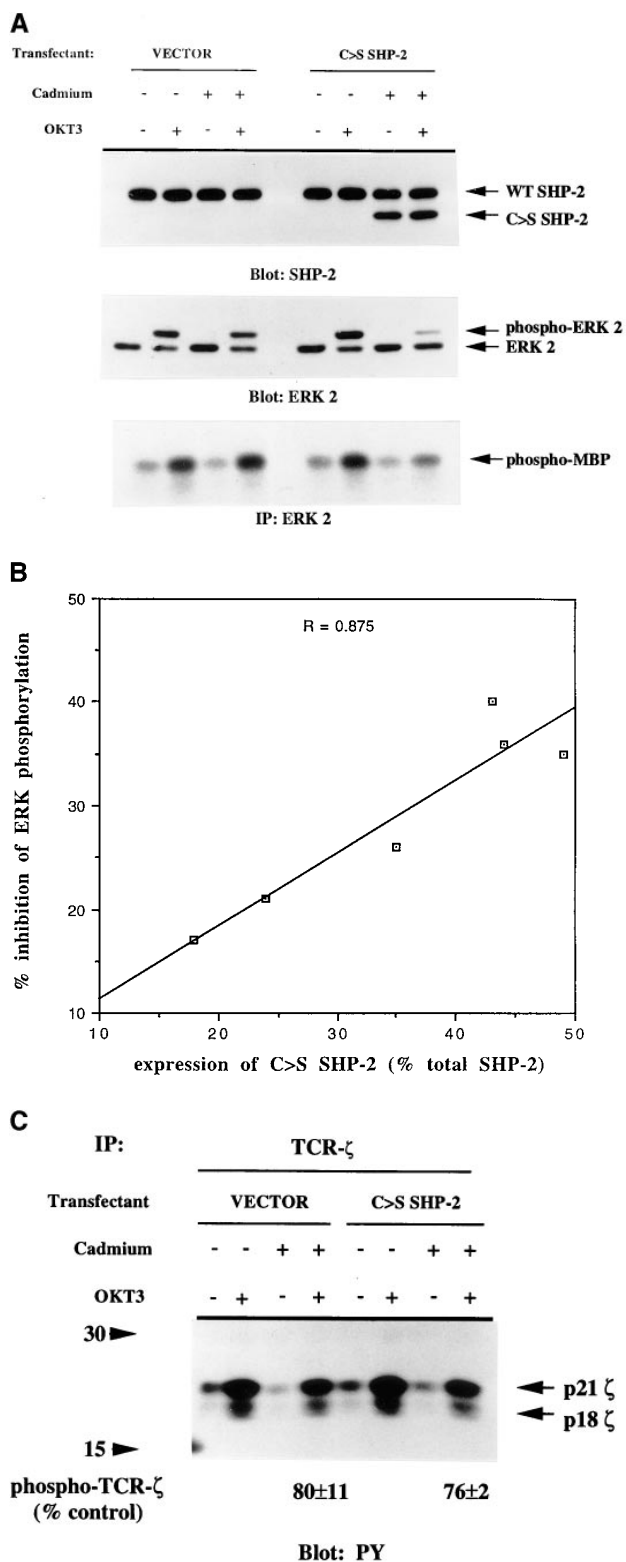 A
Transfectant: VECTOR C>S SHP-2
Cadmium - - + + - - + +
OKT3 - + - + - + - +
WT SHP-2
C>S SHP-2
Blot: SHP-2
phospho-ERK 2
ERK 2
Blot: ERK 2
phospho-MBP
IP: ERK 2
B
50
R = 0.875
40
30
20
10
% inhibition of ERK phosphorylation
10 20 30 40 50
expression of C>S SHP-2 (% total SHP-2)
C
IP: TCR-ζ
Transfectant VECTOR C>S SHP-2
Cadmium - - + + - - + +
OKT3 - + - + - + - +
30
p21 ζ
p18 ζ
15
phospho-TCR-ζ 80±11 76±2
(% control)
Blot: PY